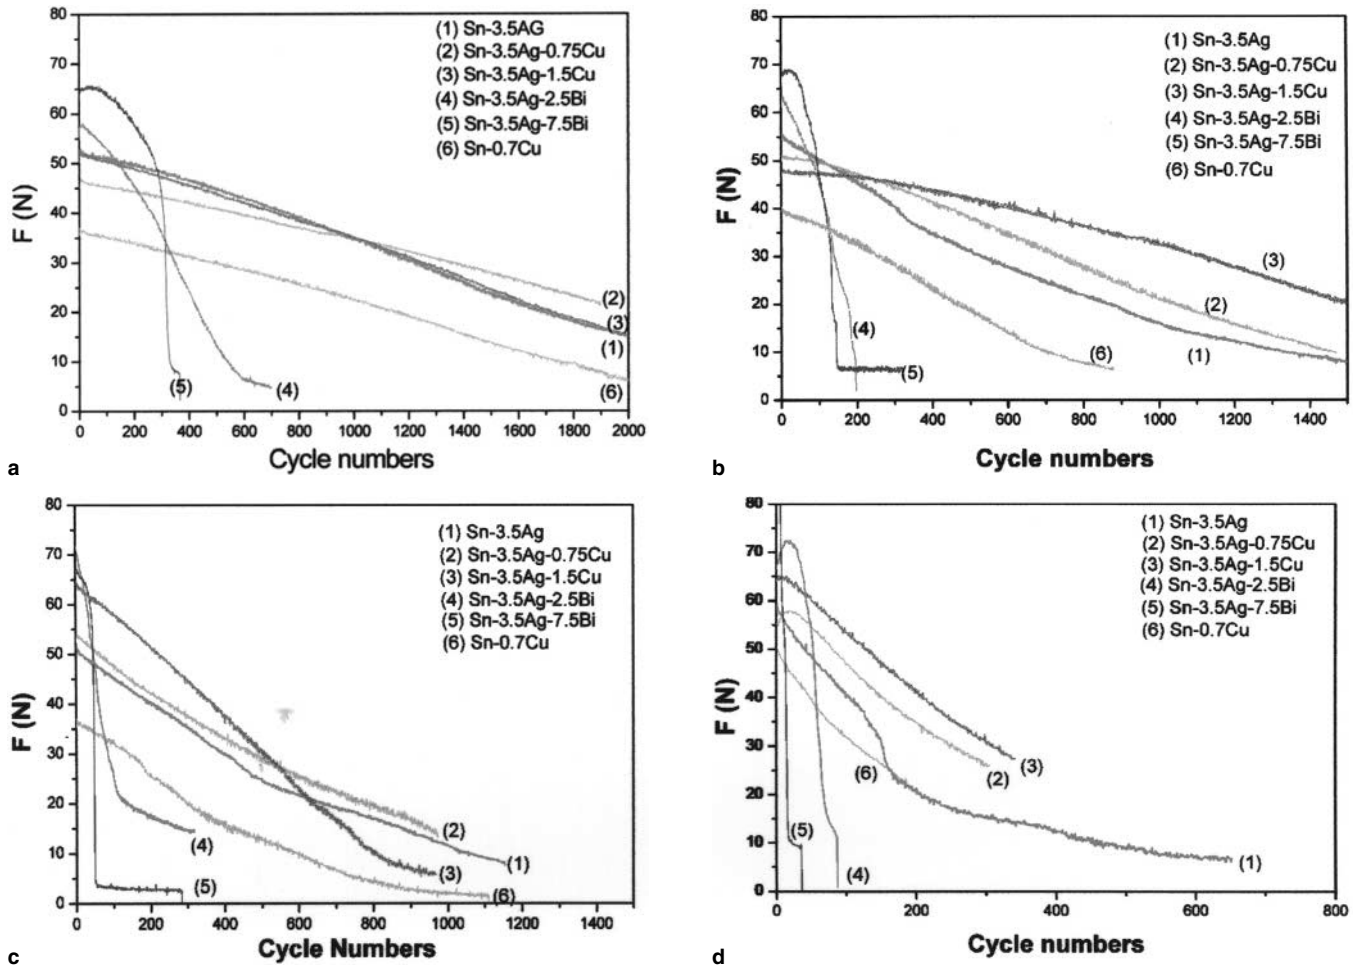 80
70
60
50
40
30
20
10
0
F (N)
(1) Sn-3.5AG
(2) Sn-3.5Ag-0.75Cu
(3) Sn-3.5Ag-1.5Cu
(4) Sn-3.5Ag-2.5Bi
(5) Sn-3.5Ag-7.5Bi
(6) Sn-0.7Cu
(2)
(3)
(1)
(6)
(5)
(4)
0 200 400 600 800 1000 1200 1400 1600 1800 2000
Cycle numbers
a
80
70
60
50
40
30
20
10
0
F (N)
(1) Sn-3.5Ag
(2) Sn-3.5Ag-0.75Cu
(3) Sn-3.5Ag-1.5Cu
(4) Sn-3.5Ag-2.5Bi
(5) Sn-3.5Ag-7.5Bi
(6) Sn-0.7Cu
(3)
(2)
(4)
(6)
(1)
(5)
0 200 400 600 800 1000 1200 1400
Cycle numbers
b
80
70
60
50
40
30
20
10
0
F (N)
(1) Sn-3.5Ag
(2) Sn-3.5Ag-0.75Cu
(3) Sn-3.5Ag-1.5Cu
(4) Sn-3.5Ag-2.5Bi
(5) Sn-3.5Ag-7.5Bi
(6) Sn-0.7Cu
(2)
(4)
(1)
(3)
(5)
(6)
0 200 400 600 800 1000 1200 1400
Cycle Numbers
c
80
70
60
50
40
30
20
10
0
F (N)
(1) Sn-3.5Ag
(2) Sn-3.5Ag-0.75Cu
(3) Sn-3.5Ag-1.5Cu
(4) Sn-3.5Ag-2.5Bi
(5) Sn-3.5Ag-7.5Bi
(6) Sn-0.7Cu
(3)
(6)
(2)
(5)
(1)
(4)
0 200 400 600 800
Cycle numbers
d